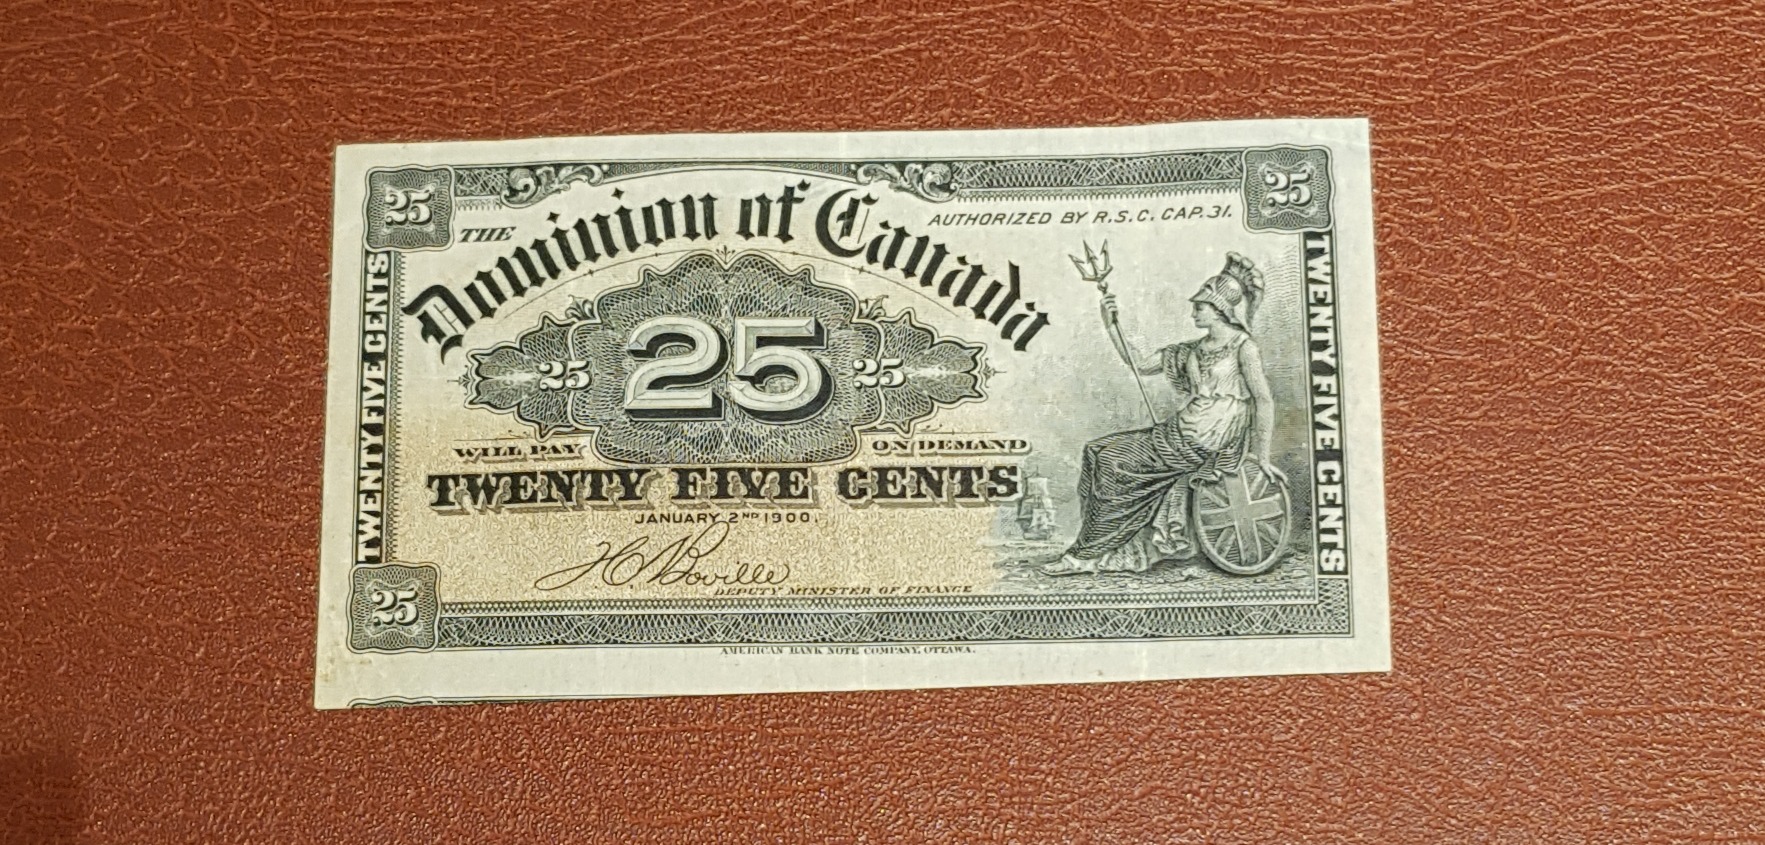 25
25
THE
Dominion of Canada
AUTHORIZED BY R.S.C. CAP.31.
TWENTY FIVE CENTS
25
25
25
TWENTY FIVE CENTS
WILL PAY
ON DEMAND
TWENTY FIVE CENTS
JANUARY 2ND 1900.
H C Boville
DEPUTY MINISTER OF FINANCE
25
AMERICAN BANK NOTE COMPANY, OTTAWA.